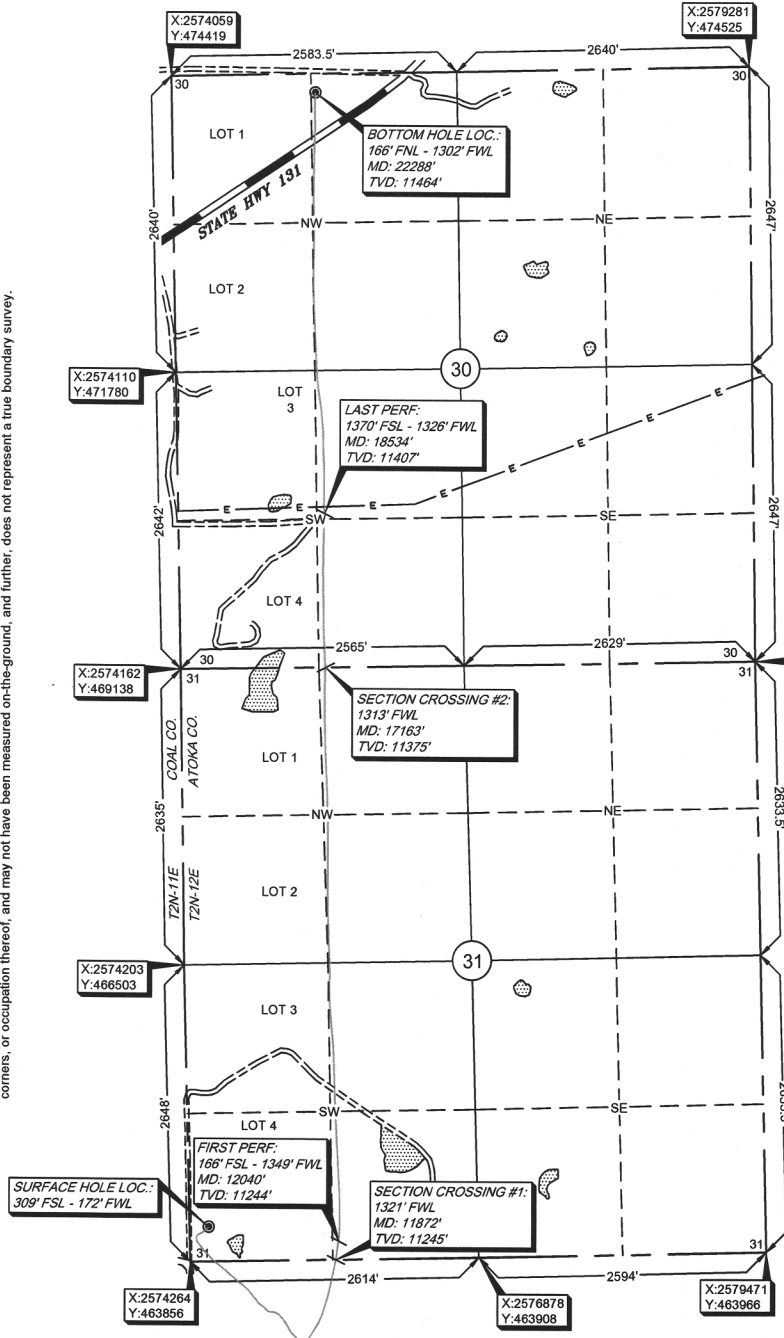 X:2574059
Y:474419
X:2579281
Y:474525
2583.5'
2640'
30
30
LOT 1
BOTTOM HOLE LOC.:
166' FNL - 1302' FWL
MD: 22288'
TVD: 11464'
STATE HWY 131
2640'
2647'
NW
NE
LOT 2
corners, or occupation thereof, and may not have been measured on-the-ground, and further, does not represent a true boundary survey.
X:2574110
Y:471780
30
LOT
3
LAST PERF:
1370' FSL - 1326' FWL
MD: 18534'
TVD: 11407'
E
E
E
E
E
E
E
2642'
2647'
SW
SE
LOT 4
2565'
2629'
30
30
31
31
X:2574162
Y:469138
SECTION CROSSING #2:
1313' FWL
MD: 17163'
TVD: 11375'
COAL CO.
ATOKA CO.
LOT 1
2635'
2633.5'
NW
NE
T2N-11E
T2N-12E
LOT 2
X:2574203
Y:466503
31
LOT 3
2648'
SW
SE
LOT 4
FIRST PERF:
166' FSL - 1349' FWL
MD: 12040'
TVD: 11244'
SURFACE HOLE LOC.:
309' FSL - 172' FWL
SECTION CROSSING #1:
1321' FWL
MD: 11872'
TVD: 11245'
31
31
2614'
2594'
X:2574264
Y:463856
X:2576878
Y:463908
X:2579471
Y:463966